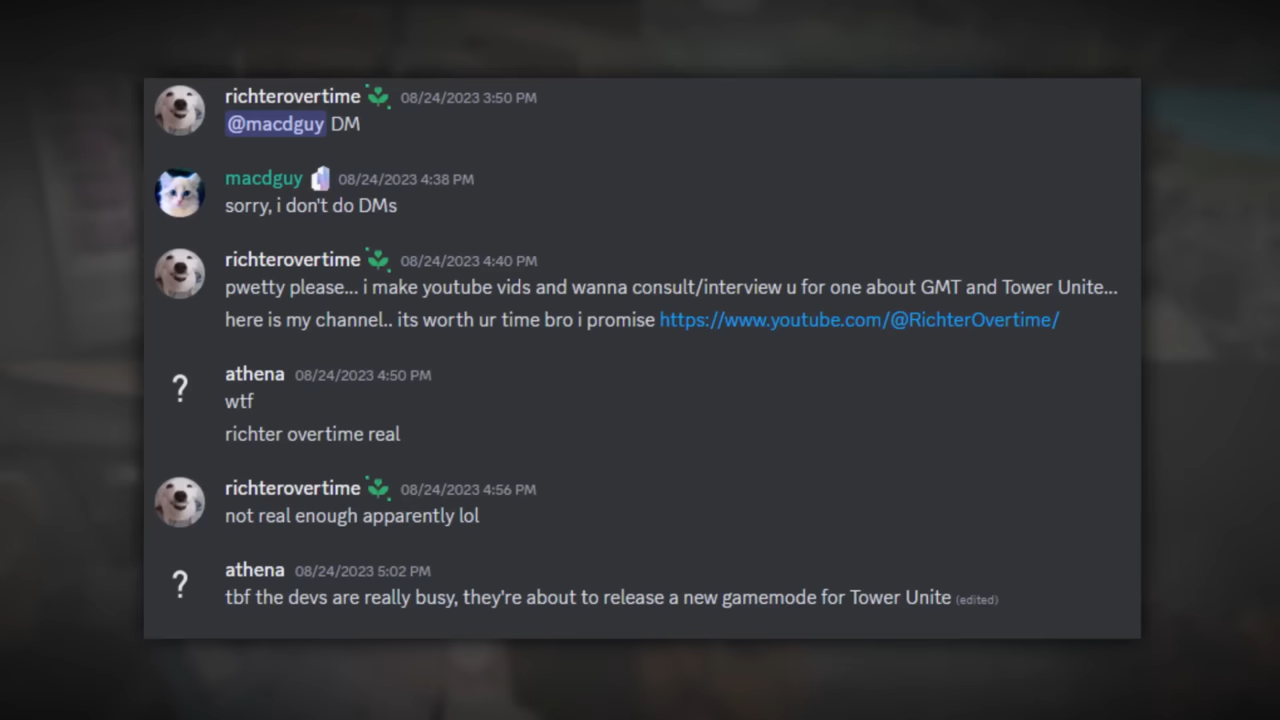 richterovertime 08/24/2023 3:50 PM
@macdguy DM
macdguy 08/24/2023 4:38 PM
sorry, i don't do DMs
richterovertime 08/24/2023 4:40 PM
pwetty please... i make youtube vids and wanna consult/interview u for one about GMT and Tower Unite...
here is my channel.. its worth ur time bro i promise https://www.youtube.com/@RichterOvertime/
? athena 08/24/2023 4:50 PM
wtf
richter overtime real
richterovertime 08/24/2023 4:56 PM
not real enough apparently lol
? athena 08/24/2023 5:02 PM
tbf the devs are really busy, they're about to release a new gamemode for Tower Unite (edited)